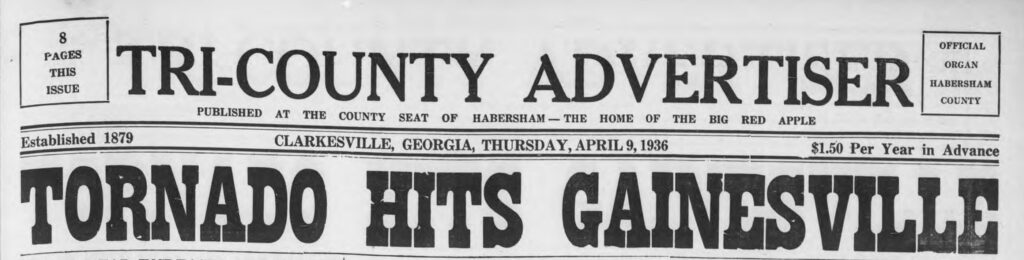 8
PAGES
THIS
ISSUE
TRI-COUNTY ADVERTISER
OFFICIAL
ORGAN
HABERSHAM
COUNTY
PUBLISHED AT THE COUNTY SEAT OF HABERSHAM — THE HOME OF THE BIG RED APPLE
Established 1879
CLARKESVILLE, GEORGIA, THURSDAY, APRIL 9, 1936
$1.50 Per Year in Advance
TORNADO HITS GAINESVILLE